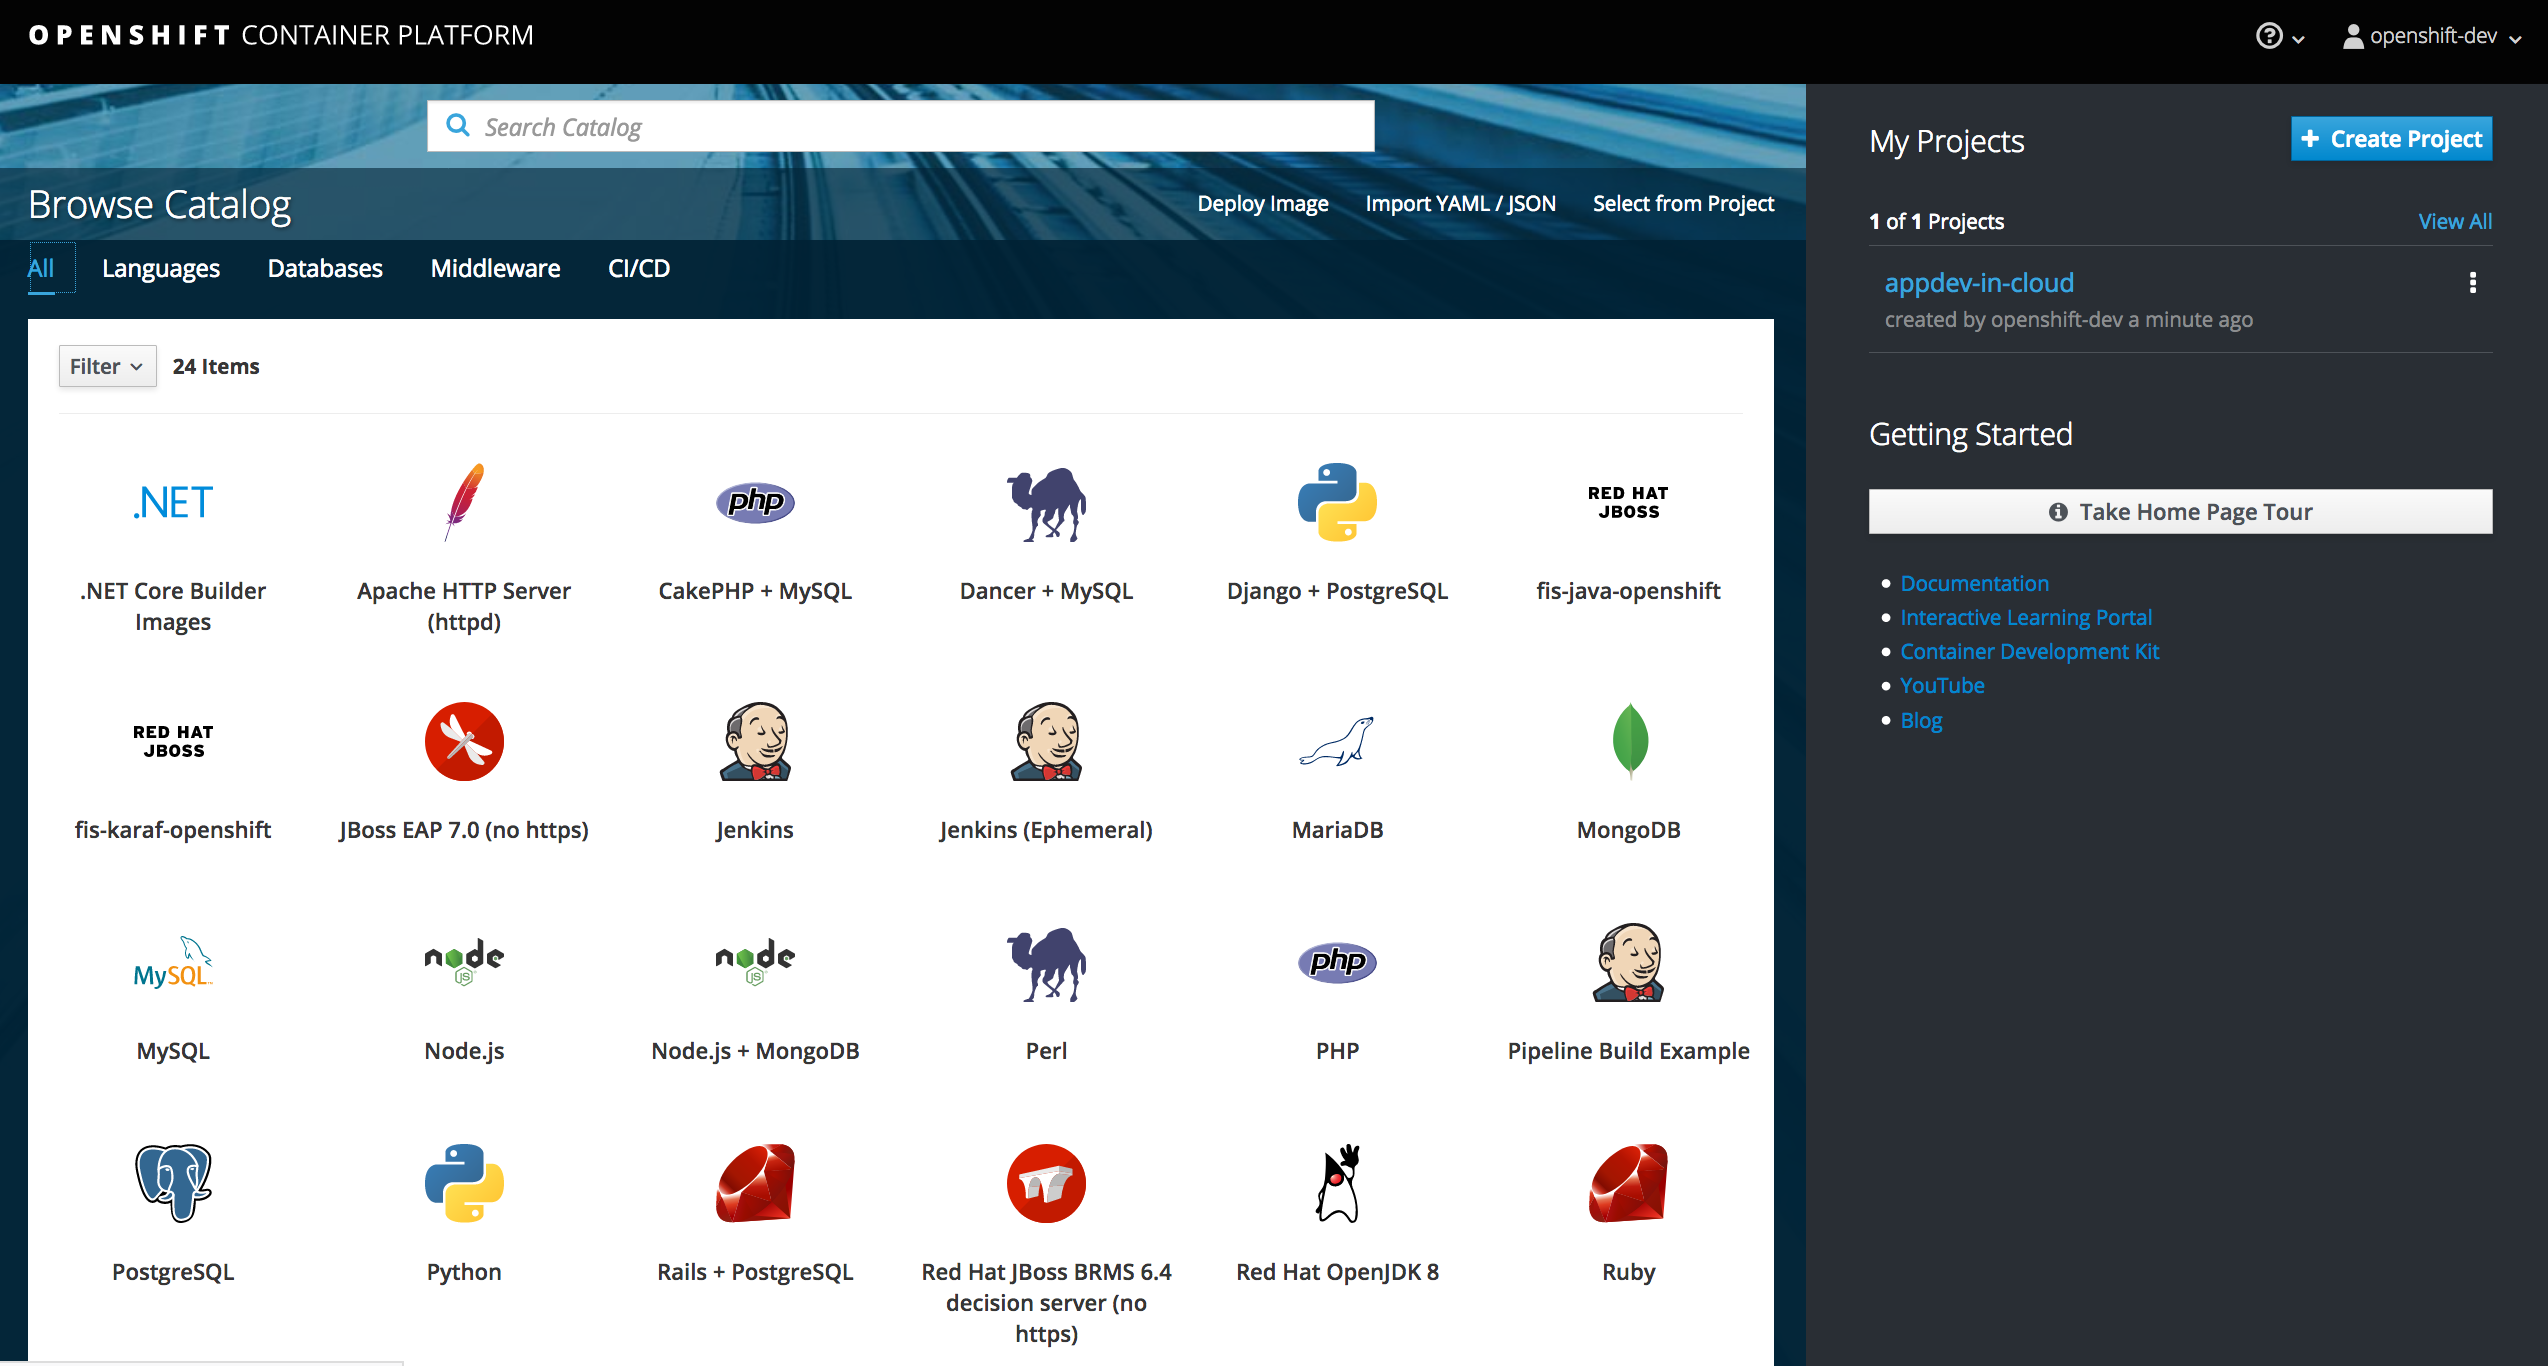 OPENSHIFT CONTAINER PLATFORM
openshift-dev
Search Catalog
Browse Catalog
Deploy Image
Import YAML / JSON
Select from Project
All
Languages
Databases
Middleware
CI/CD
Filter
24 Items
.NET
php
RED HAT
JBOSS
.NET Core Builder
Images
Apache HTTP Server
(httpd)
CakePHP + MySQL
Dancer + MySQL
Django + PostgreSQL
fis-java-openshift
RED HAT
JBOSS
fis-karaf-openshift
JBoss EAP 7.0 (no https)
Jenkins
Jenkins (Ephemeral)
MariaDB
MongoDB
MySQL
node
JS
node
JS
php
MySQL
Node.js
Node.js + MongoDB
Perl
PHP
Pipeline Build Example
PostgreSQL
Python
Rails + PostgreSQL
Red Hat JBoss BRMS 6.4
decision server (no
https)
Red Hat OpenJDK 8
Ruby
My Projects
+ Create Project
1 of 1 Projects
View All
appdev-in-cloud
created by openshift-dev a minute ago
Getting Started
Take Home Page Tour
Documentation
Interactive Learning Portal
Container Development Kit
YouTube
Blog